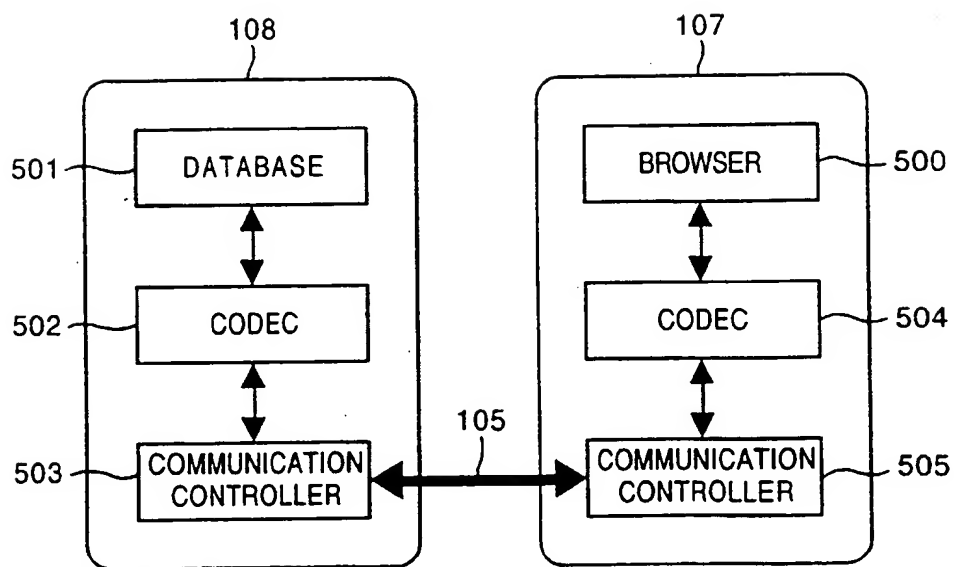 108
107
501
DATABASE
BROWSER
500
502
CODEC
CODEC
504
105
503
COMMUNICATION
CONTROLLER
COMMUNICATION
CONTROLLER
505